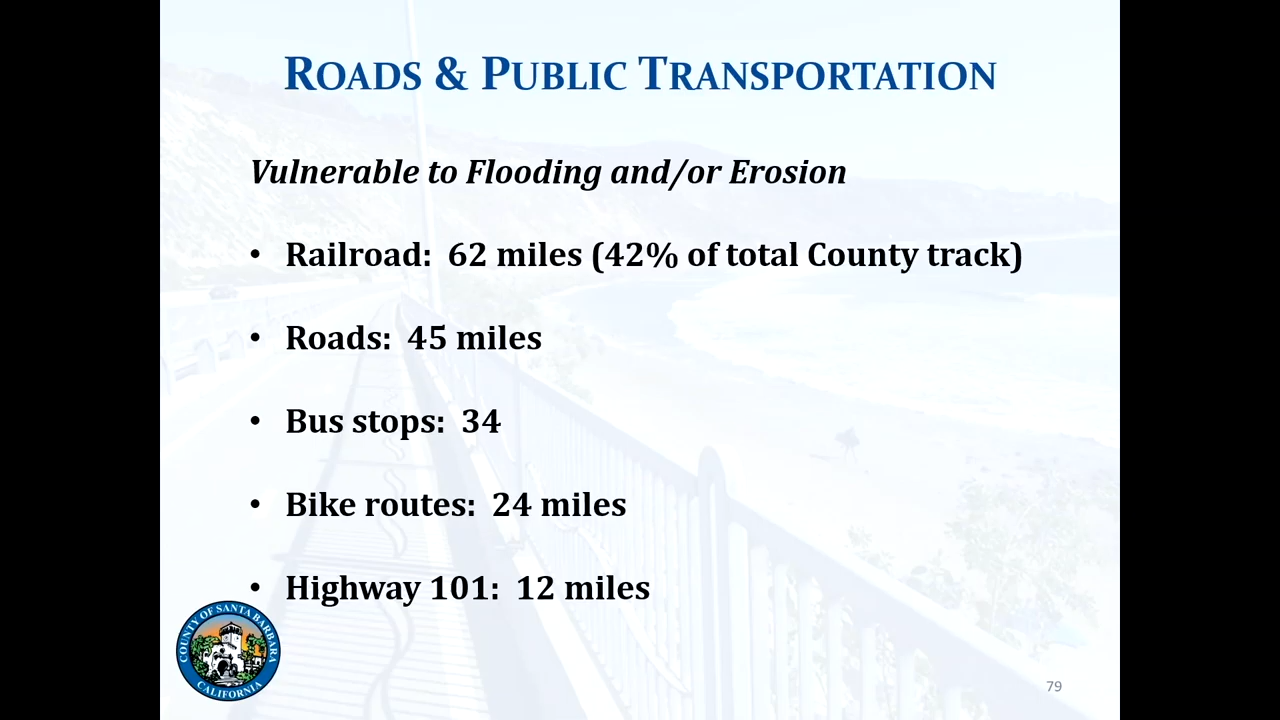 ROADS & PUBLIC TRANSPORTATION
Vulnerable to Flooding and/or Erosion
• Railroad: 62 miles (42% of total County track)
• Roads: 45 miles
• Bus stops: 34
• Bike routes: 24 miles
• Highway 101: 12 miles
COUNTY OF SANTA BARBARA
CALIFORNIA
79